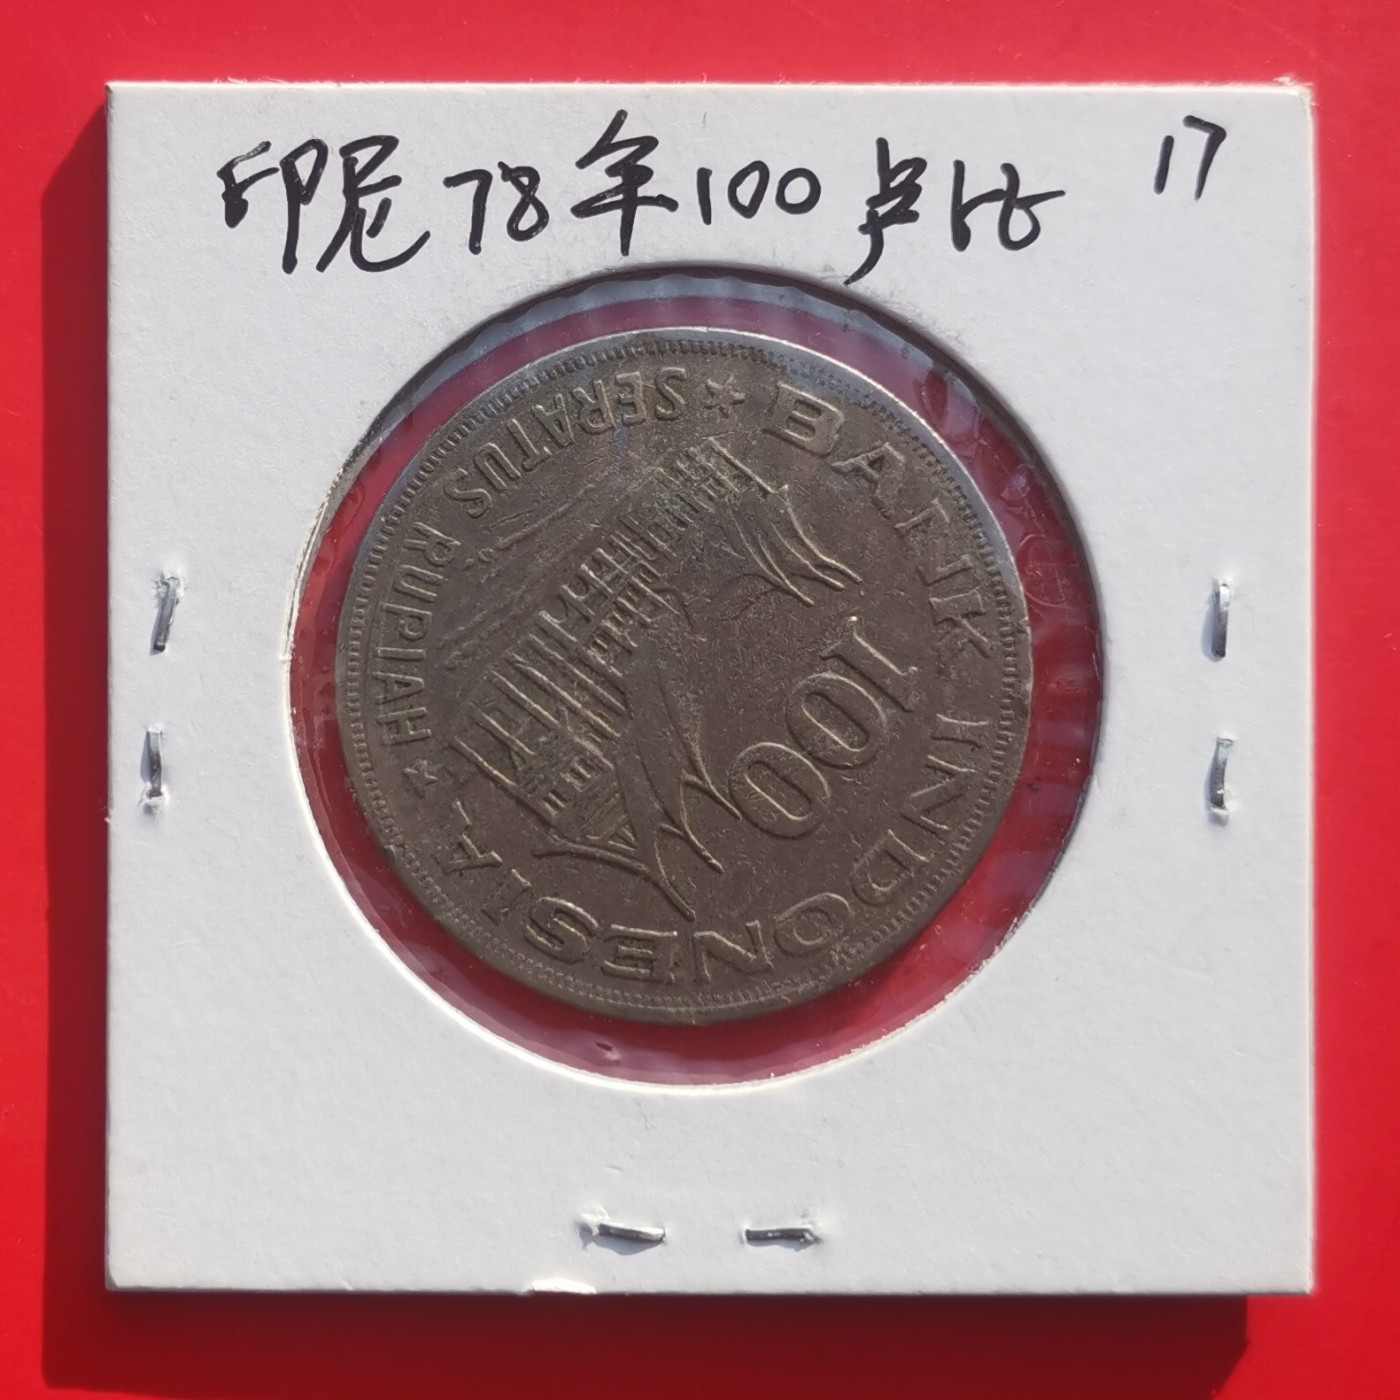 印尼78年100卢比 17
BANK INDONESIA
100
SERATUS RUPIAH